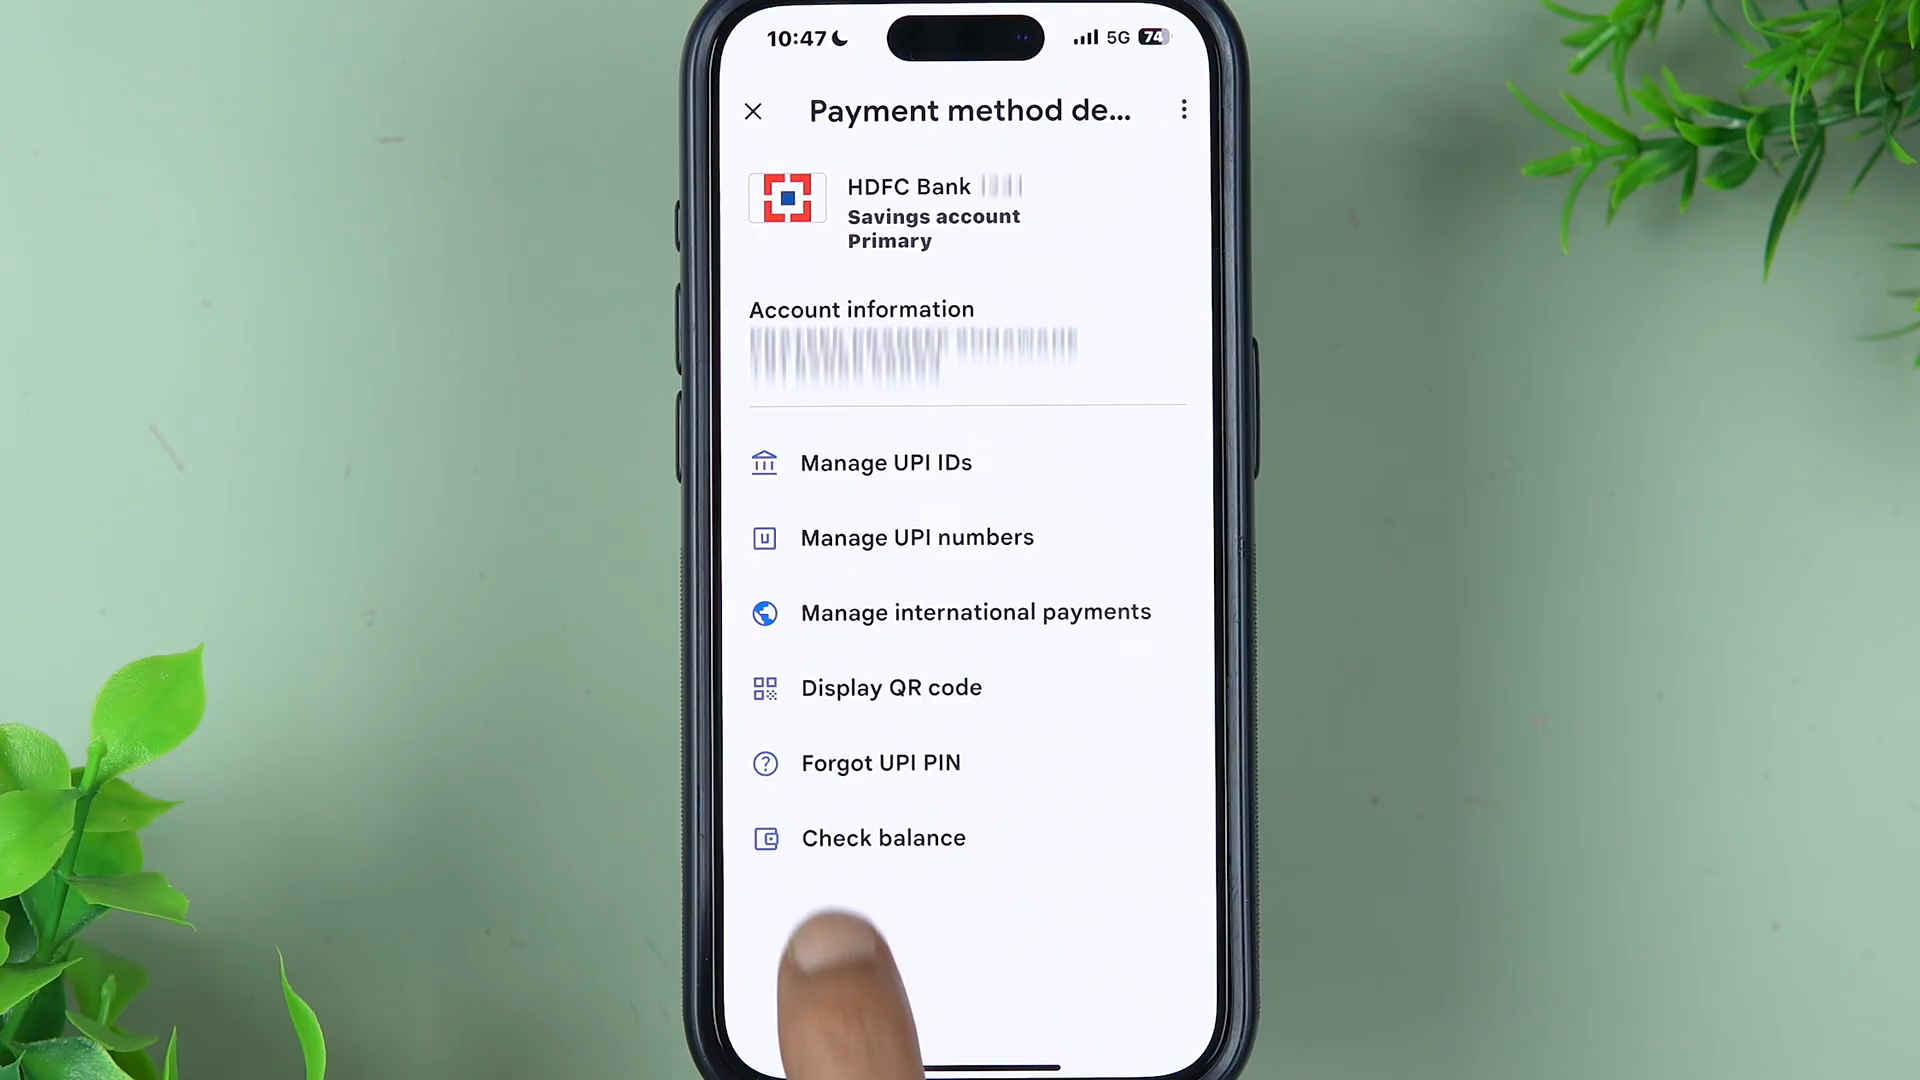 10:47 5G 74
Payment method de...
HDFC Bank
Savings account
Primary
Account information
Manage UPI IDs
Manage UPI numbers
Manage international payments
Display QR code
Forgot UPI PIN
Check balance